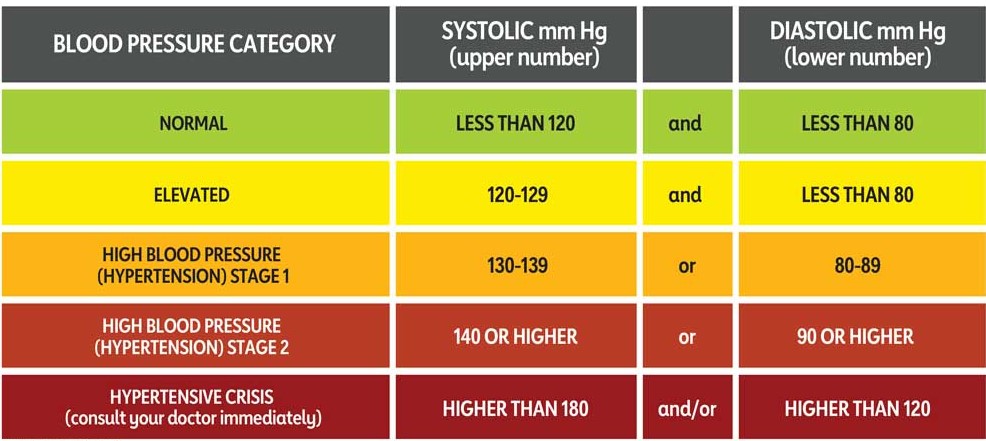 BLOOD PRESSURE CATEGORY
SYSTOLIC mm Hg
(upper number)
DIASTOLIC mm Hg
(lower number)
NORMAL
LESS THAN 120
and
LESS THAN 80
ELEVATED
120-129
and
LESS THAN 80
HIGH BLOOD PRESSURE
(HYPERTENSION) STAGE 1
130-139
or
80-89
HIGH BLOOD PRESSURE
(HYPERTENSION) STAGE 2
140 OR HIGHER
or
90 OR HIGHER
HYPERTENSIVE CRISIS
(consult your doctor immediately)
HIGHER THAN 180
and/or
HIGHER THAN 120